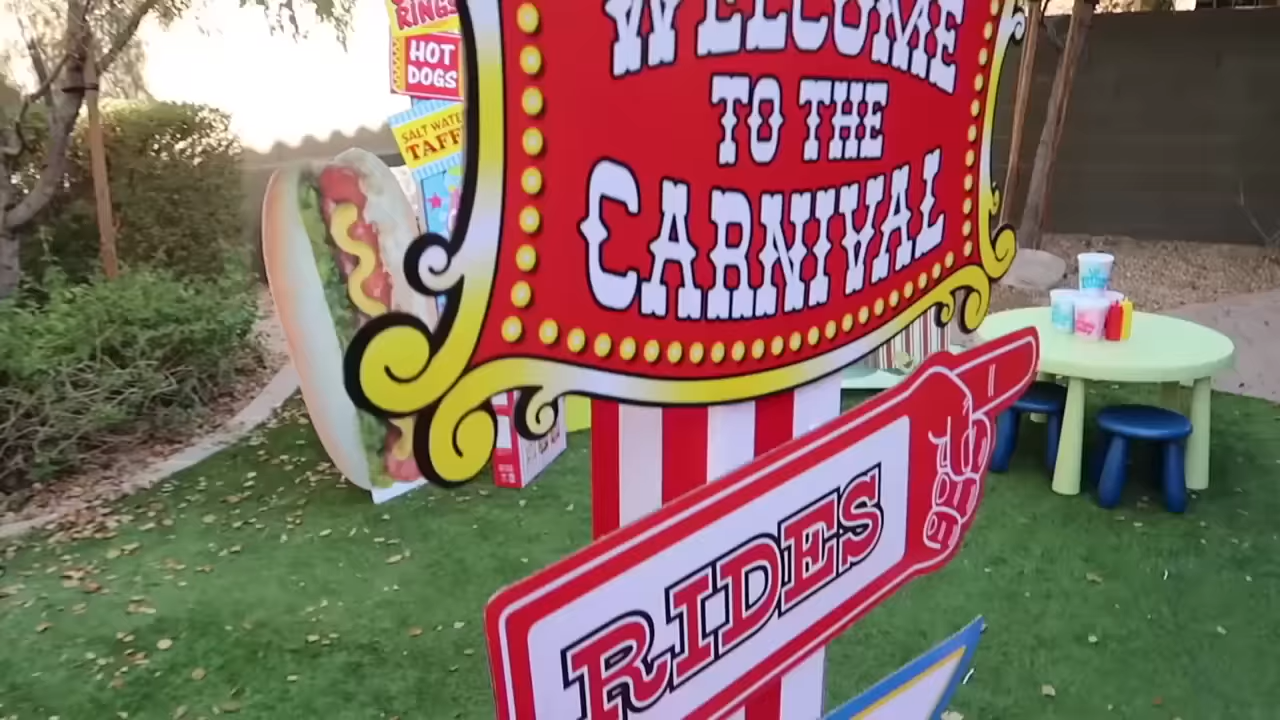 RINGS
HOT
DOGS
SALT WATE
TAFF
WELCOME
TO THE
CARNIVAL
RIDES